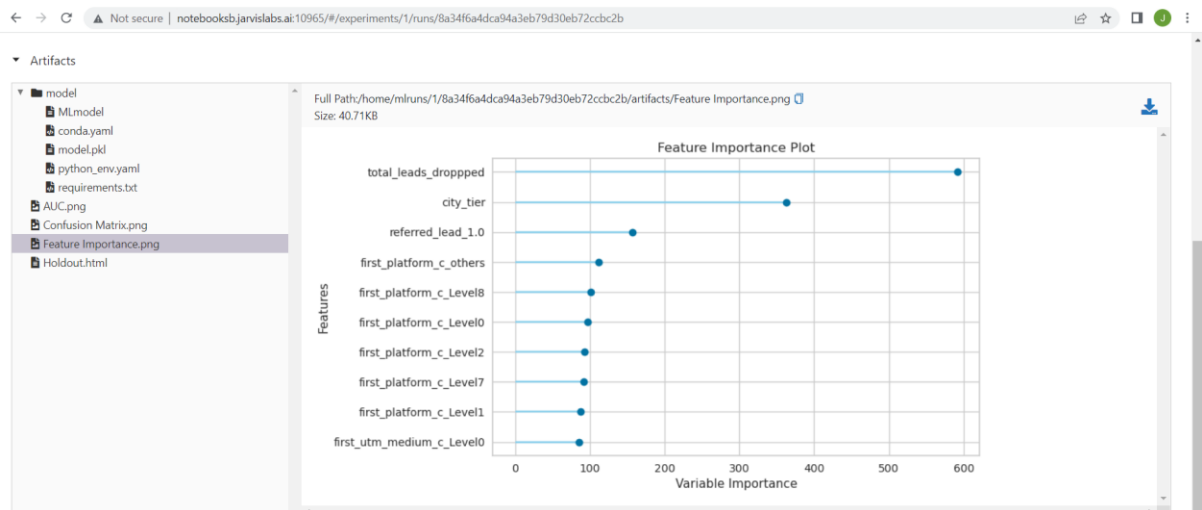 Not secure | notebooksb.jarvislabs.ai:10965/#/experiments/1/runs/8a34f6a4dca94a3eb79d30eb72ccbc2b
J
Artifacts
model
MLmodel
conda.yaml
model.pkl
python_env.yaml
requirements.txt
AUC.png
Confusion Matrix.png
Feature Importance.png
Holdout.html
Full Path:/home/mlruns/1/8a34f6a4dca94a3eb79d30eb72ccbc2b/artifacts/Feature Importance.png
Size: 40.71KB
Feature Importance Plot
Features
total_leads_droppped
city_tier
referred_lead_1.0
first_platform_c_others
first_platform_c_Level8
first_platform_c_Level0
first_platform_c_Level2
first_platform_c_Level7
first_platform_c_Level1
first_utm_medium_c_Level0
0 100 200 300 400 500 600
Variable Importance